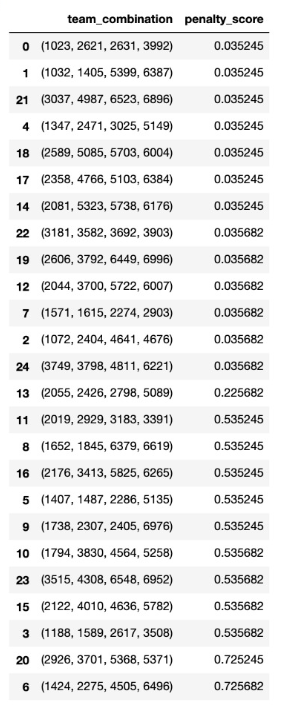 team_combination penalty_score
0 (1023, 2621, 2631, 3992) 0.035245
1 (1032, 1405, 5399, 6387) 0.035245
21 (3037, 4987, 6523, 6896) 0.035245
4 (1347, 2471, 3025, 5149) 0.035245
18 (2589, 5085, 5703, 6004) 0.035245
17 (2358, 4766, 5103, 6384) 0.035245
14 (2081, 5323, 5738, 6176) 0.035245
22 (3181, 3582, 3692, 3903) 0.035682
19 (2606, 3792, 6449, 6996) 0.035682
12 (2044, 3700, 5722, 6007) 0.035682
7 (1571, 1615, 2274, 2903) 0.035682
2 (1072, 2404, 4641, 4676) 0.035682
24 (3749, 3798, 4811, 6221) 0.035682
13 (2055, 2426, 2798, 5089) 0.225682
11 (2019, 2929, 3183, 3391) 0.535245
8 (1652, 1845, 6379, 6619) 0.535245
16 (2176, 3413, 5825, 6265) 0.535245
5 (1407, 1487, 2286, 5135) 0.535245
9 (1738, 2307, 2405, 6976) 0.535245
10 (1794, 3830, 4564, 5258) 0.535682
23 (3515, 4308, 6548, 6952) 0.535682
15 (2122, 4010, 4636, 5782) 0.535682
3 (1188, 1589, 2617, 3508) 0.535682
20 (2926, 3701, 5368, 5371) 0.725245
6 (1424, 2275, 4505, 6496) 0.725682